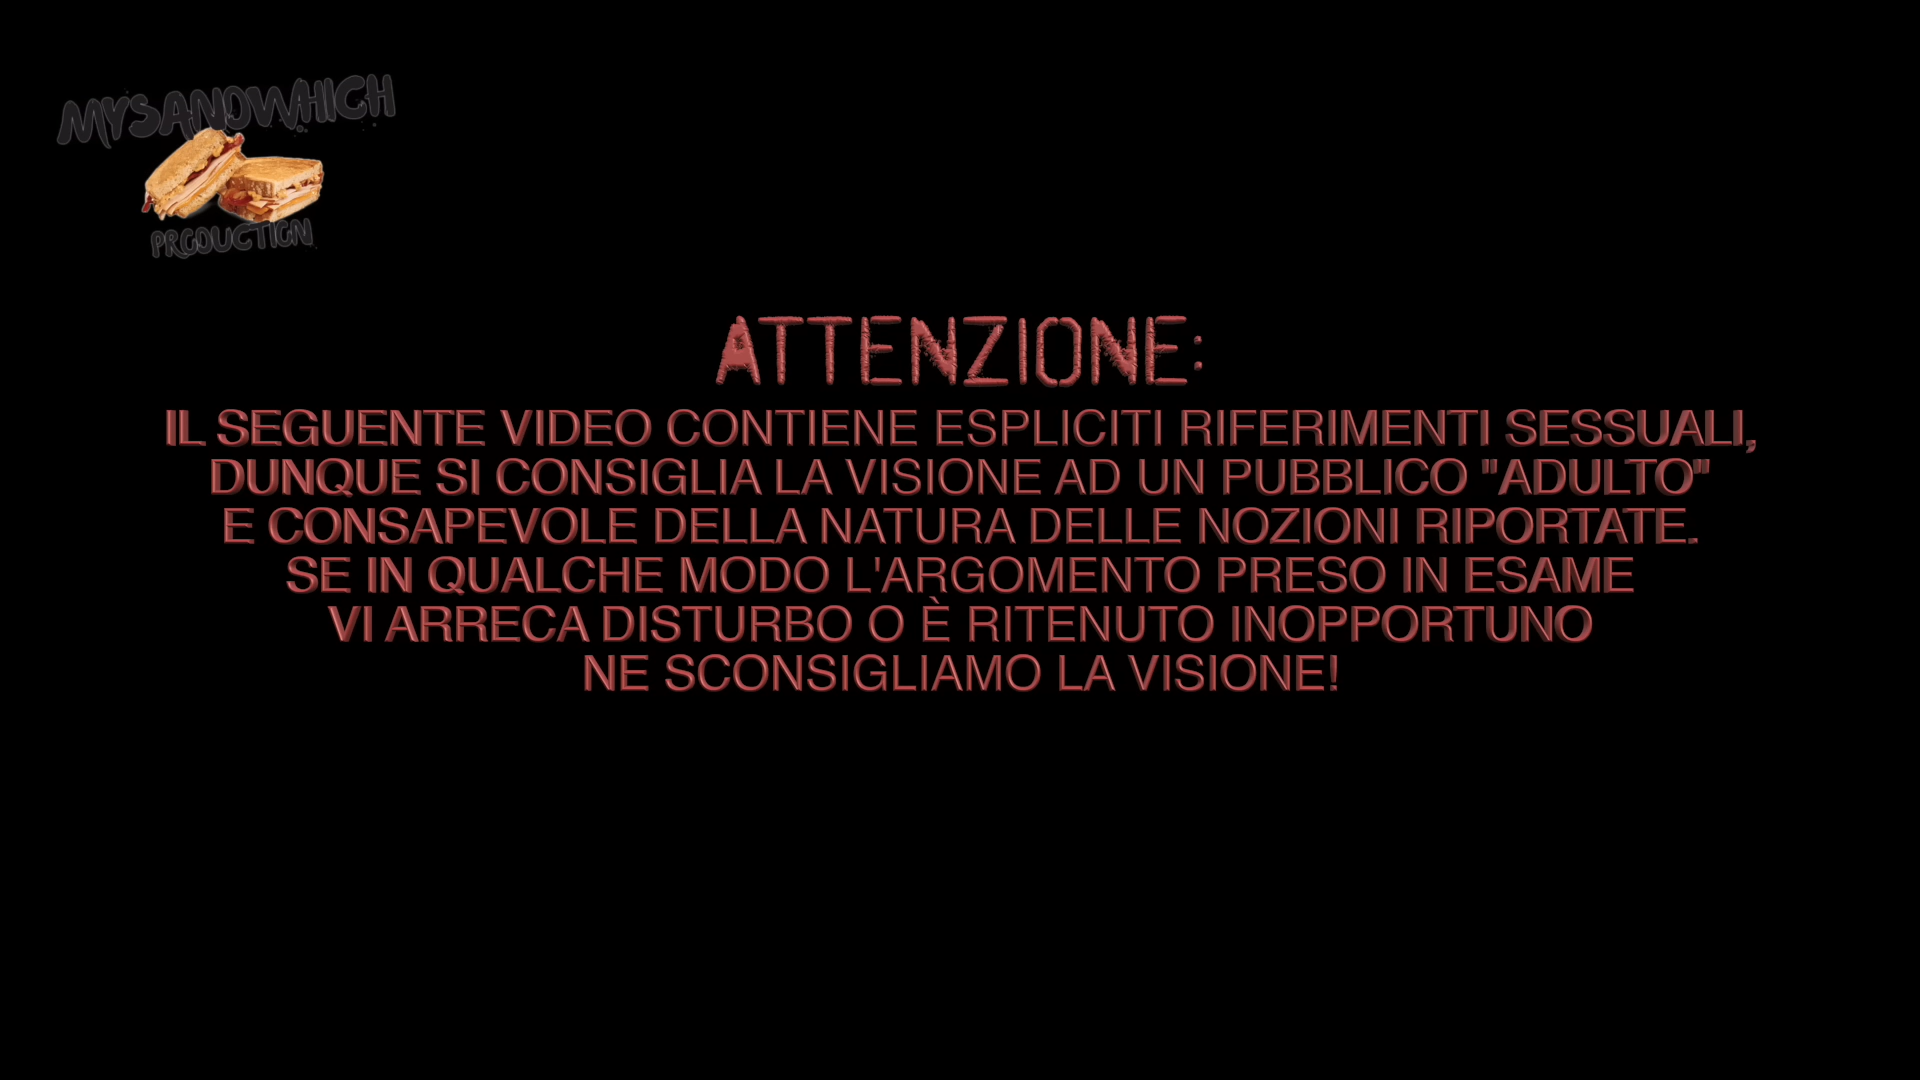 MYSANDWHICH
PRODUCTION
ATTENZIONE:
IL SEGUENTE VIDEO CONTIENE ESPLICITI RIFERIMENTI SESSUALI,
DUNQUE SI CONSIGLIA LA VISIONE AD UN PUBBLICO "ADULTO"
E CONSAPEVOLE DELLA NATURA DELLE NOZIONI RIPORTATE.
SE IN QUALCHE MODO L'ARGOMENTO PRESO IN ESAME
VI ARRECA DISTURBO O È RITENUTO INOPPORTUNO
NE SCONSIGLIAMO LA VISIONE!